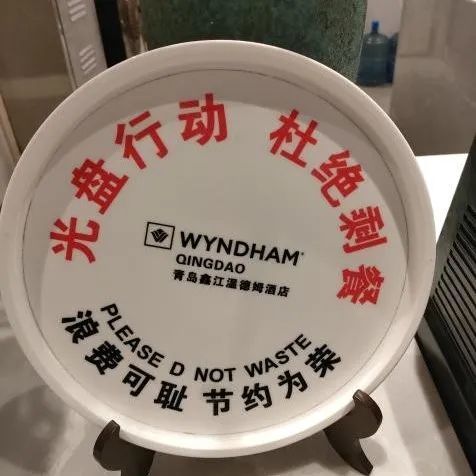 光盘行动 杜绝剩餐
WYNDHAM
QINGDAO
青岛鑫江温德姆酒店
PLEASE D NOT WASTE
浪费可耻 节约为荣